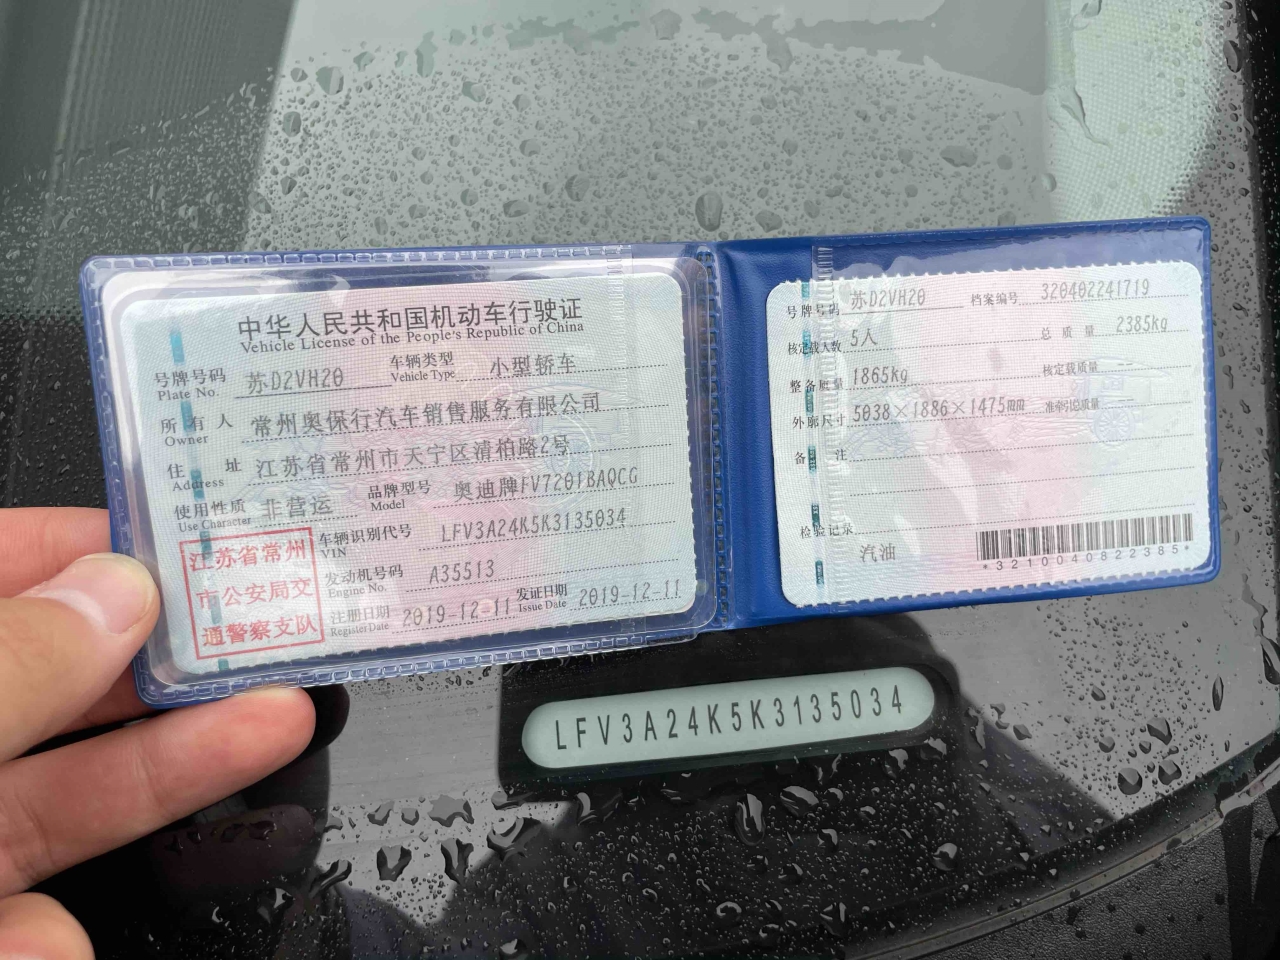 中华人民共和国机动车行驶证
Vehicle License of the People's Republic of China
号牌号码 苏D2VH20 车辆类型 小型轿车
Plate No. Vehicle Type
所有人 常州奥保行汽车销售服务有限公司
Owner
住址 江苏省常州市天宁区清柏路2号
Address
使用性质 非营运 品牌型号 奥迪牌FV7201BAQCG
Use Character Model
车辆识别代号 LFV3A24K5K3135034
VIN
发动机号码 A35513
Engine No.
注册日期 2019-12-11 发证日期 2019-12-11
Register Date Issue Date
江苏省常州
市公安局交
通警察支队
号牌号码 苏D2VH20 档案编号 320402241719
核定载人数 5人 总质量 2385kg
整备质量 1865kg 核定载质量 --
外廓尺寸 5038×1886×1475mm 准牵引总质量 --
备注
检验记录
汽油
*3210040822385*
LFV3A24K5K3135034